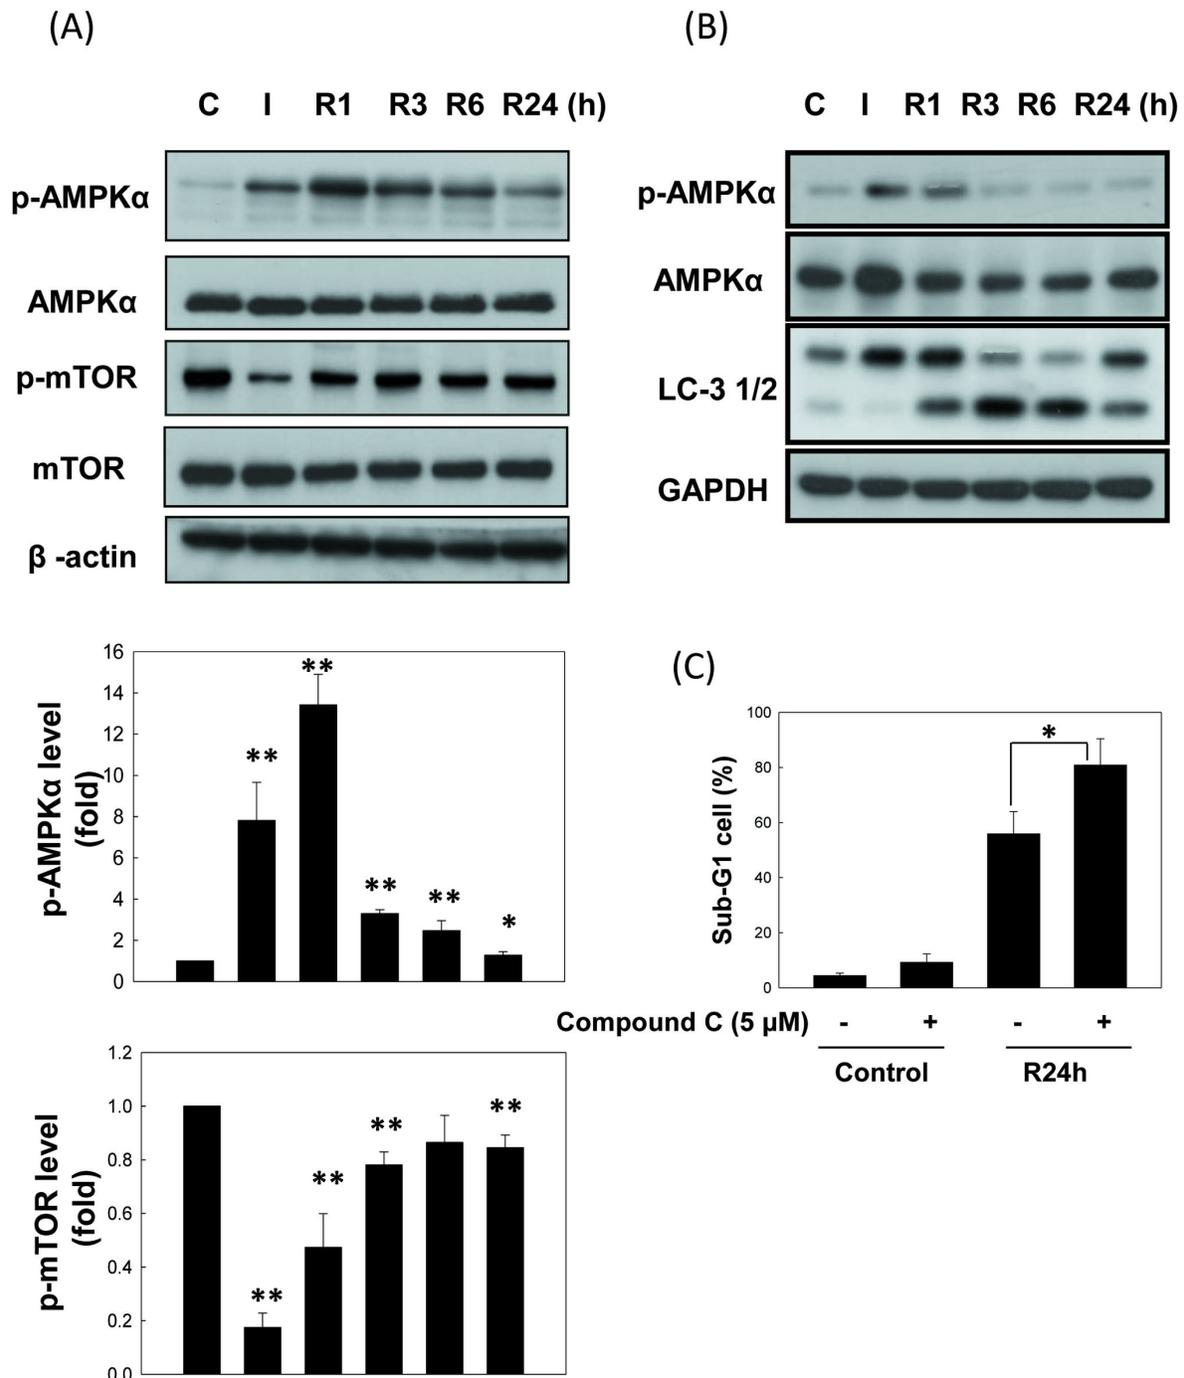 (A)
C I R1 R3 R6 R24 (h)
p-AMPKα
AMPKα
p-mTOR
mTOR
β -actin
16
14
12
10
8
6
4
2
0
p-AMPKα level
(fold)
** ** ** ** *
1.2
1.0
0.8
0.6
0.4
0.2
0.0
p-mTOR level
(fold)
** ** ** **
(B)
C I R1 R3 R6 R24 (h)
p-AMPKα
AMPKα
LC-3 1/2
GAPDH
(C)
100
80
60
40
20
0
Sub-G1 cell (%)
*
Compound C (5 µM) - + - +
Control R24h